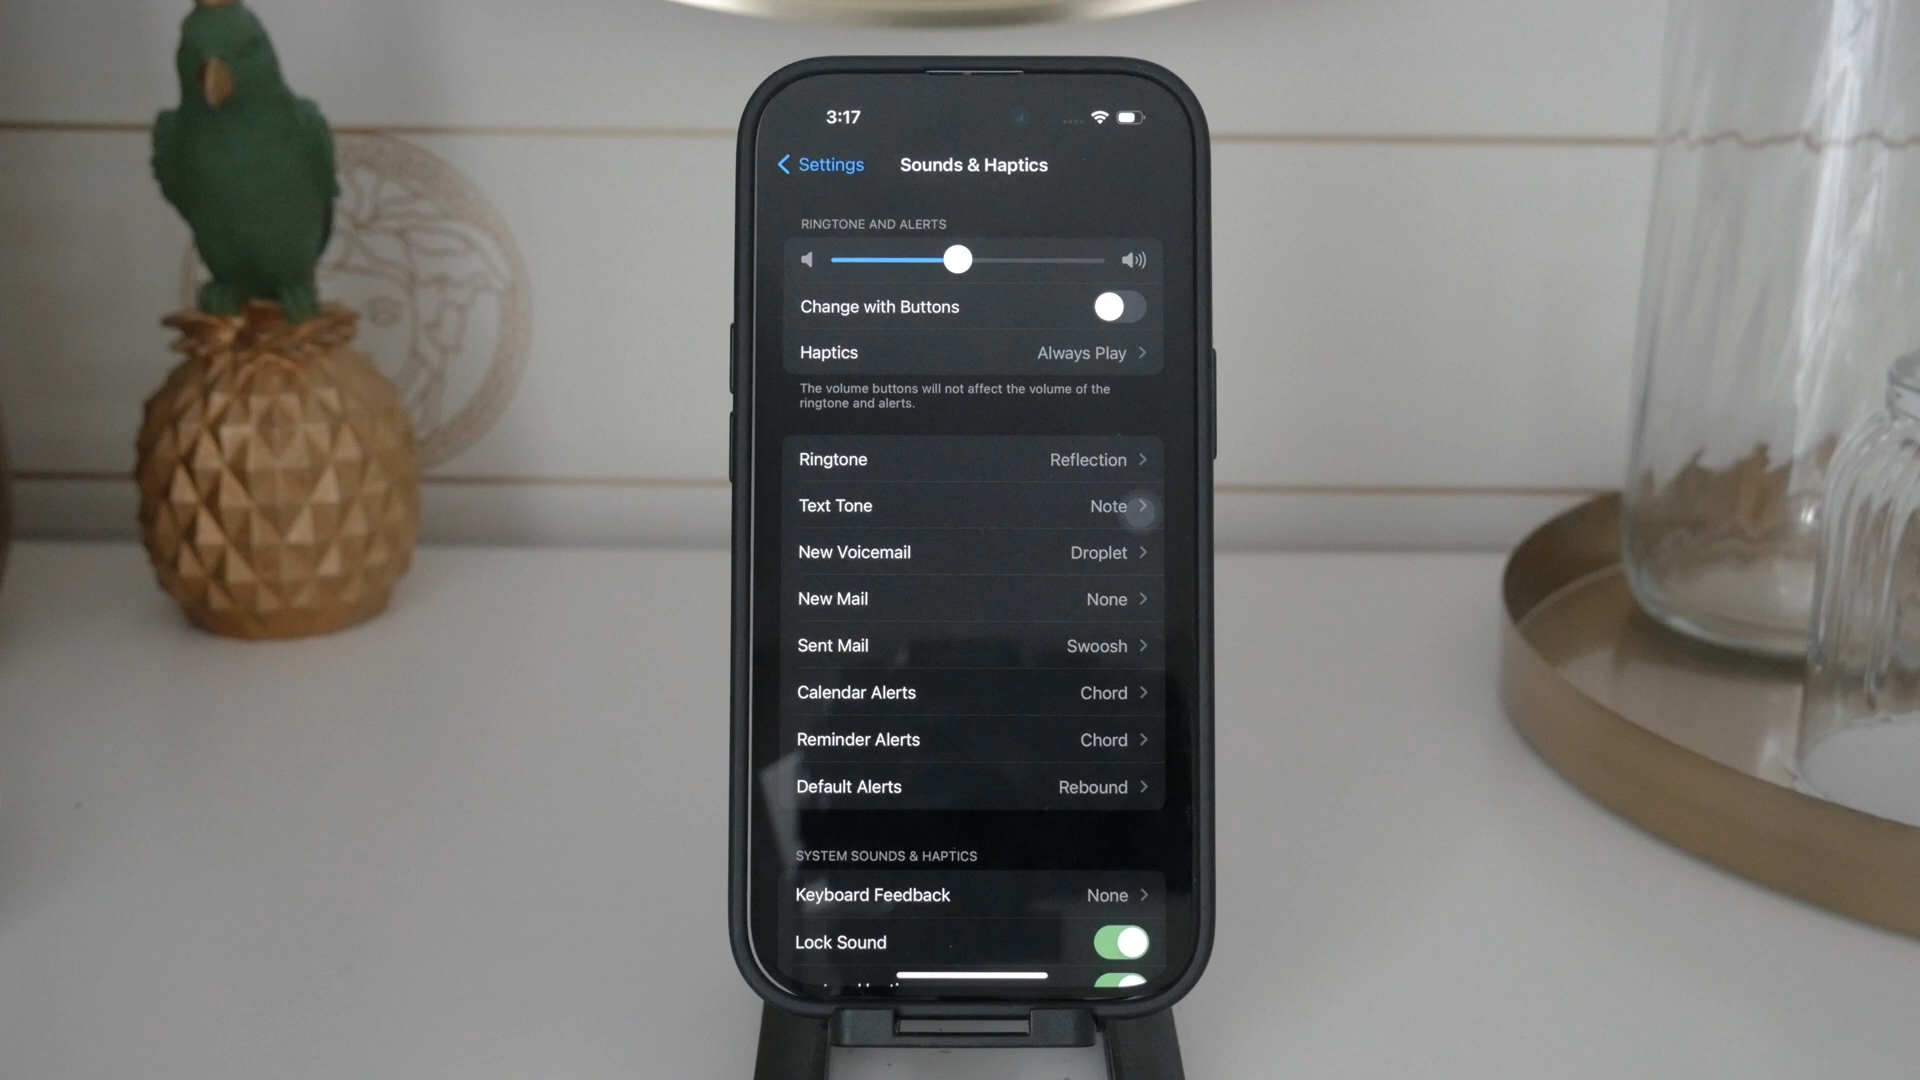 3:17
Settings
Sounds & Haptics
RINGTONE AND ALERTS
Change with Buttons
Haptics Always Play
The volume buttons will not affect the volume of the
ringtone and alerts.
Ringtone Reflection
Text Tone Note
New Voicemail Droplet
New Mail None
Sent Mail Swoosh
Calendar Alerts Chord
Reminder Alerts Chord
Default Alerts Rebound
SYSTEM SOUNDS & HAPTICS
Keyboard Feedback None
Lock Sound